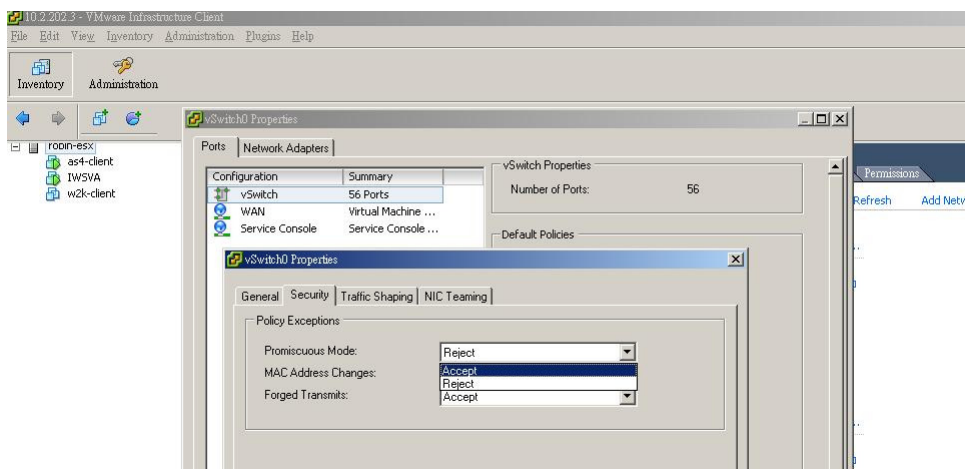 10.2.202.3 - VMware Infrastructure Client
File Edit View Inventory Administration Plugins Help
Inventory Administration
vSwitch0 Properties
robin-esx
as4-client
IWSVA
w2k-client
Ports Network Adapters
Configuration Summary
vSwitch 56 Ports
WAN Virtual Machine ...
Service Console Service Console ...
vSwitch Properties
Number of Ports: 56
Default Policies
Permissions
Refresh Add Netw
vSwitch0 Properties
General Security Traffic Shaping NIC Teaming
Policy Exceptions
Promiscuous Mode: Reject
MAC Address Changes: Accept
Reject
Forged Transmits: Accept